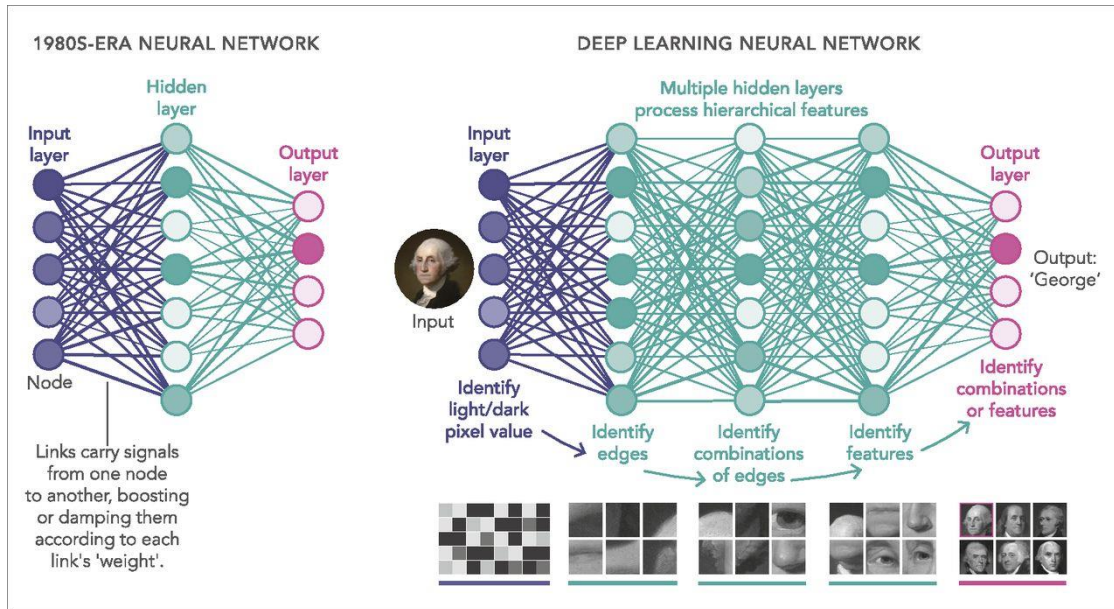 1980S-ERA NEURAL NETWORK
Hidden
layer
Input
layer
Output
layer
Node
Links carry signals
from one node
to another, boosting
or damping them
according to each
link's 'weight'.
DEEP LEARNING NEURAL NETWORK
Multiple hidden layers
process hierarchical features
Input
layer
Output
layer
Input
Output:
'George'
Identify
light/dark
pixel value
Identify
edges
Identify
combinations
of edges
Identify
features
Identify
combinations
or features